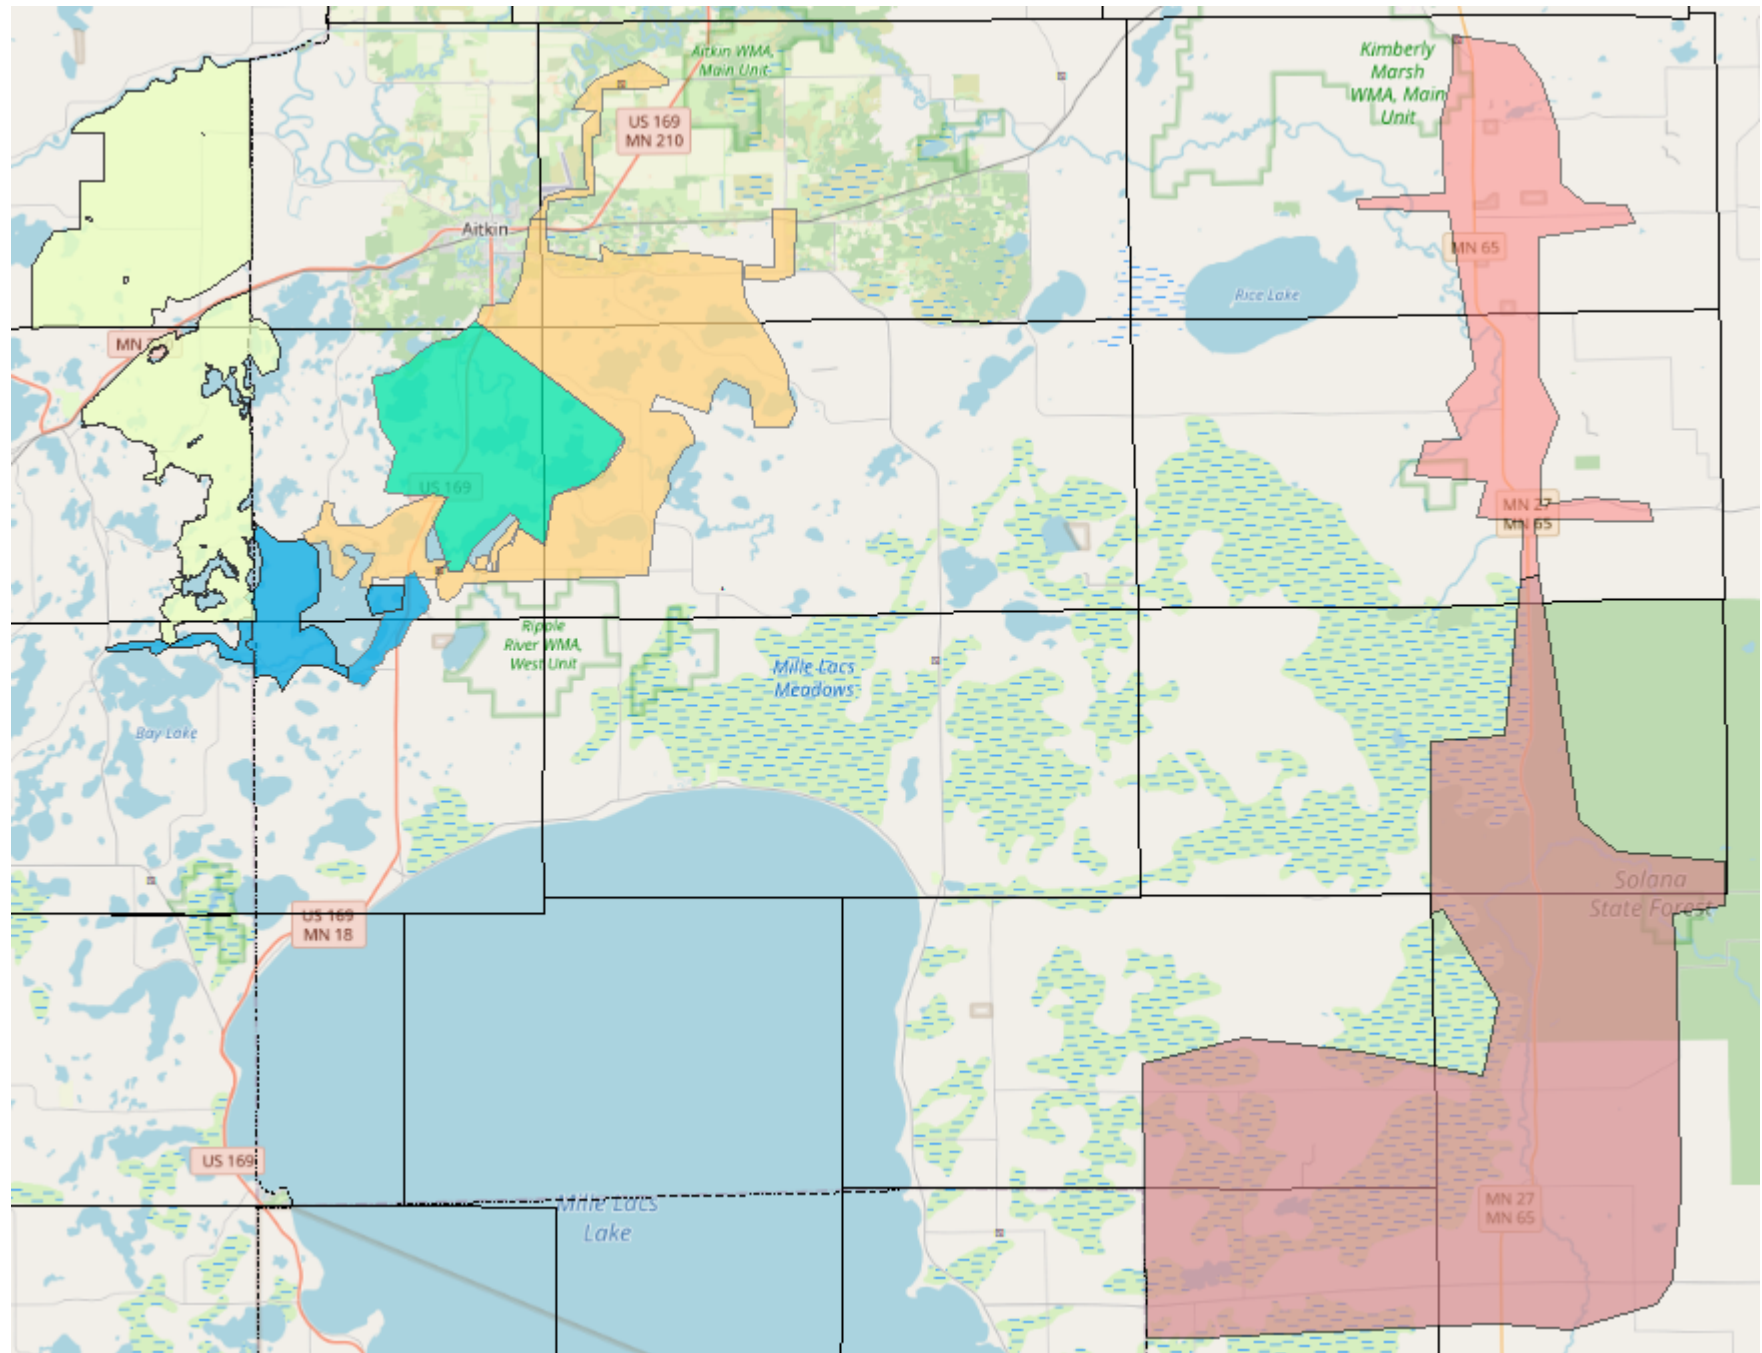 Aitkin WMA,
Main Unit
Kimberly
Marsh
WMA, Main
Unit
US 169
MN 210
Aitkin
MN 65
Rice Lake
MN
US 169
MN 27
MN 65
Ripple
River WMA,
West Unit
Mille Lacs
Meadows
Bay Lake
Solana
State Forest
US 169
MN 18
US 169
Mille Lacs
Lake
MN 27
MN 65